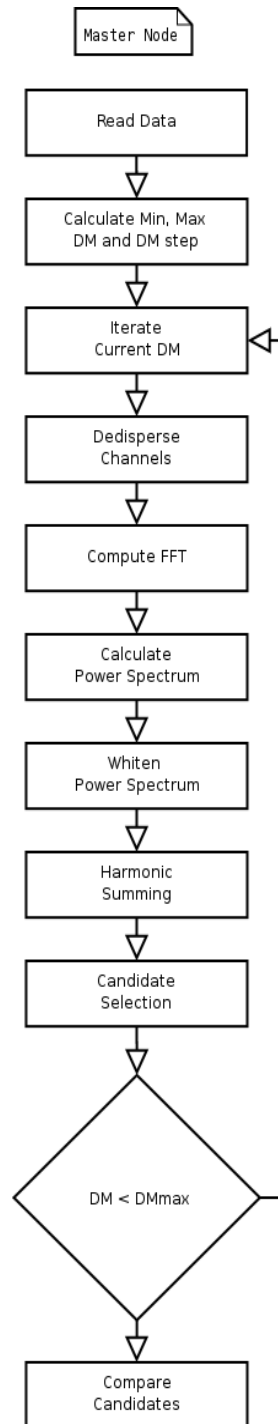 Master Node
Read Data
Calculate Min, Max
DM and DM step
Iterate
Current DM
Dedisperse
Channels
Compute FFT
Calculate
Power Spectrum
Whiten
Power Spectrum
Harmonic
Summing
Candidate
Selection
DM < DMmax
Compare
Candidates